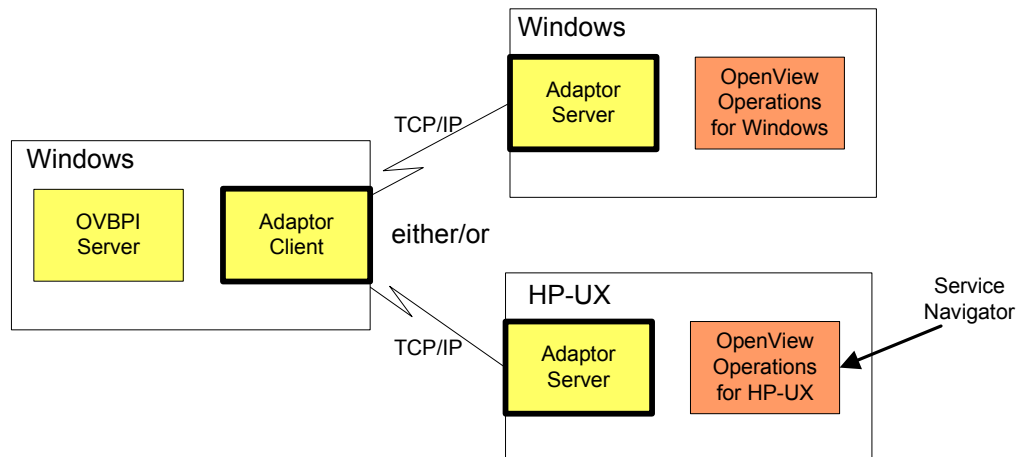 Windows
Adaptor
Server
OpenView
Operations
for Windows
TCP/IP
Windows
OVBPI
Server
Adaptor
Client
either/or
HP-UX
Service
Navigator
TCP/IP
Adaptor
Server
OpenView
Operations
for HP-UX